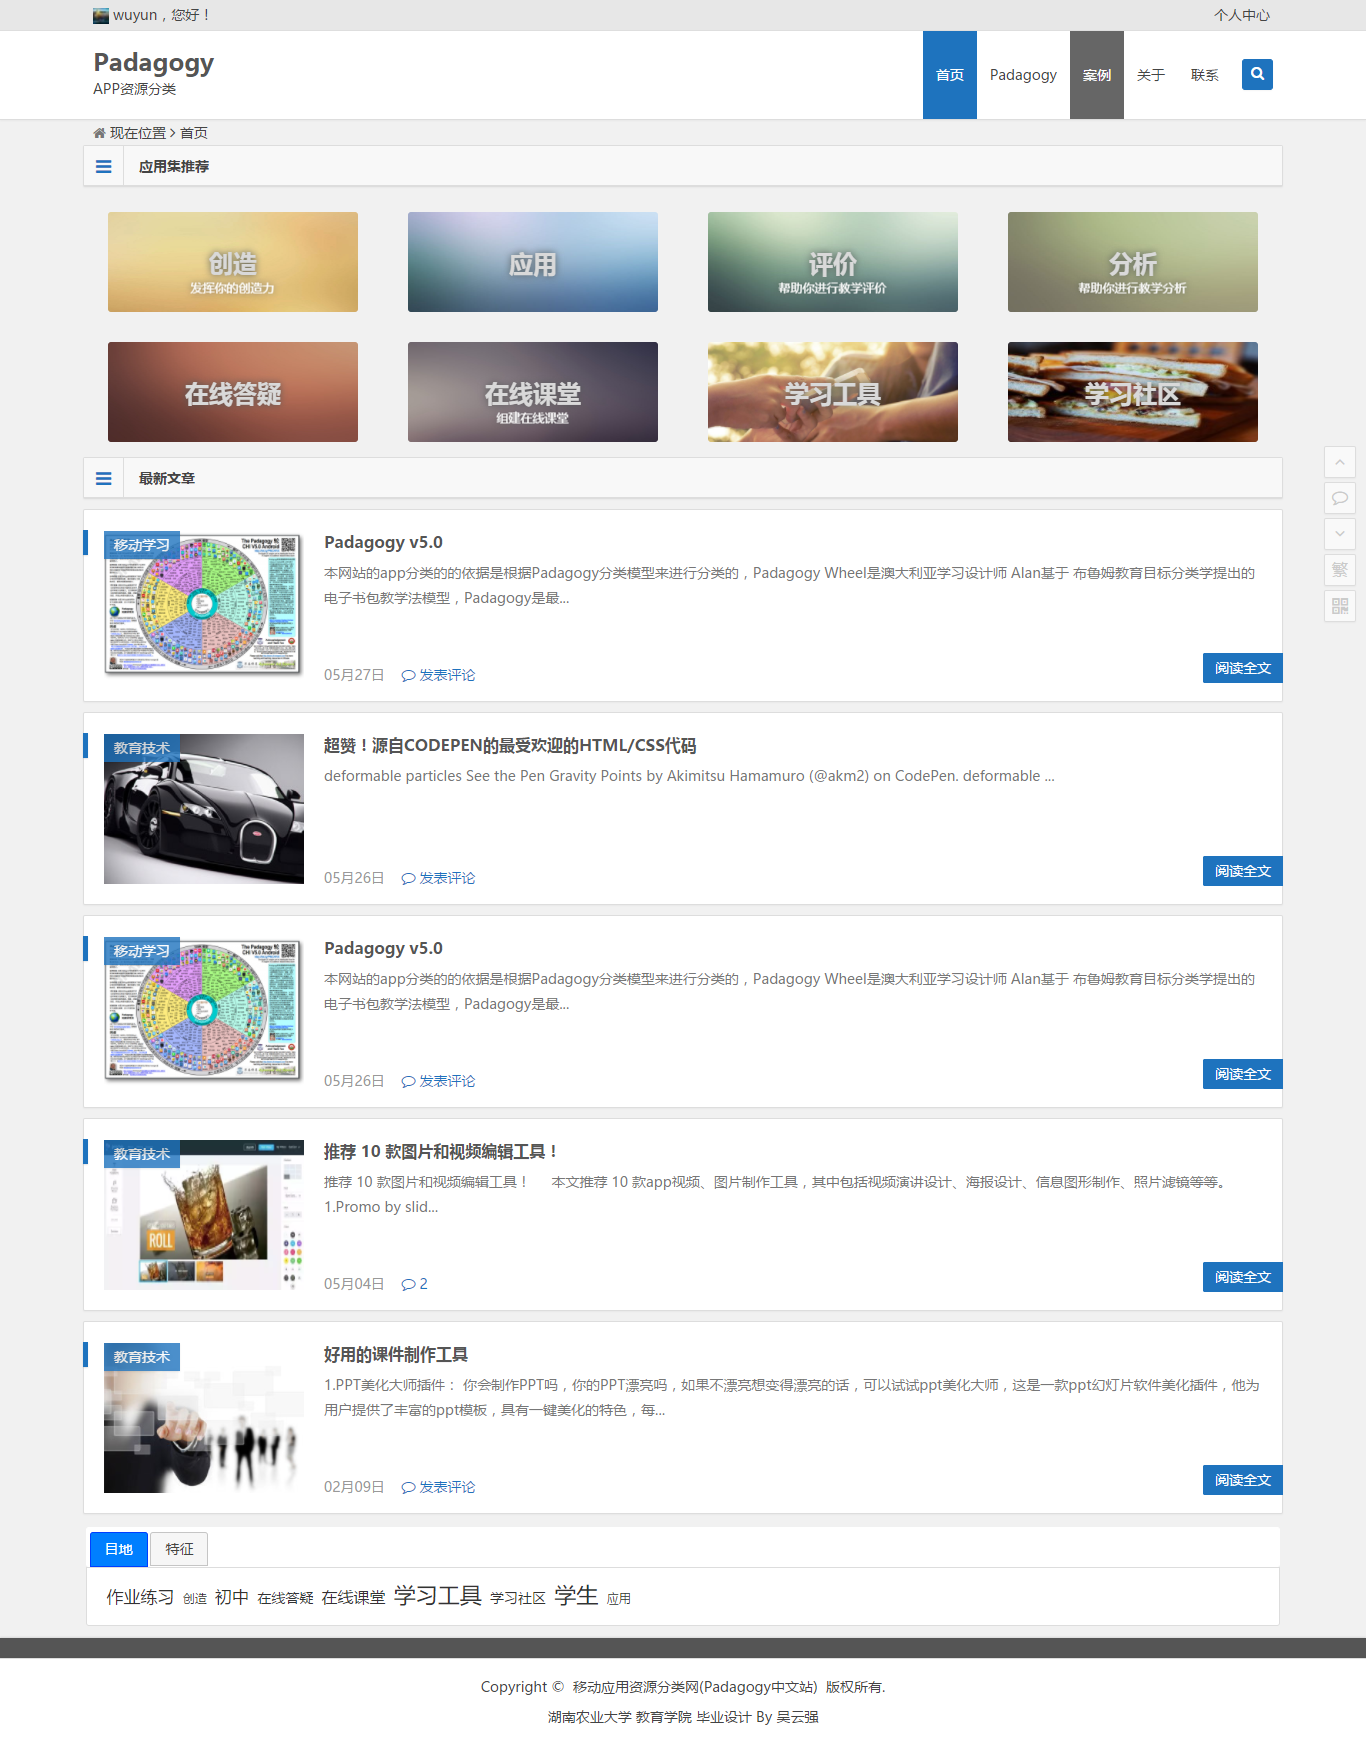 wuyun，您好！
个人中心
Padagogy
APP资源分类
首页
Padagogy
案例
关于
联系
现在位置
首页
应用集推荐
创造
发挥你的创造力
应用
评价
帮助你进行教学评价
分析
帮助你进行教学分析
在线答疑
在线课堂
组建在线课堂
学习工具
学习社区
最新文章
繁
移动学习
The Padagogy 轮
CHI V5.0 Android
Padagogy v5.0
本网站的app分类的的依据是根据Padagogy分类模型来进行分类的，Padagogy Wheel是澳大利亚学习设计师 Alan基于 布鲁姆教育目标分类学提出的
电子书包教学法模型，Padagogy是最...
05月27日
发表评论
阅读全文
教育技术
超赞！源自CODEPEN的最受欢迎的HTML/CSS代码
deformable particles See the Pen Gravity Points by Akimitsu Hamamuro (@akm2) on CodePen. deformable ...
05月26日
发表评论
阅读全文
移动学习
The Padagogy 轮
CHI V5.0 Android
Padagogy v5.0
本网站的app分类的的依据是根据Padagogy分类模型来进行分类的，Padagogy Wheel是澳大利亚学习设计师 Alan基于 布鲁姆教育目标分类学提出的
电子书包教学法模型，Padagogy是最...
05月26日
发表评论
阅读全文
教育技术
ROLL
推荐 10 款图片和视频编辑工具！
推荐 10 款图片和视频编辑工具！ 本文推荐 10 款app视频、图片制作工具，其中包括视频演讲设计、海报设计、信息图形制作、照片滤镜等等。
1.Promo by slid...
05月04日
2
阅读全文
教育技术
好用的课件制作工具
1.PPT美化大师插件： 你会制作PPT吗，你的PPT漂亮吗，如果不漂亮想变得漂亮的话，可以试试ppt美化大师，这是一款ppt幻灯片软件美化插件，他为
用户提供了丰富的ppt模板，具有一键美化的特色，每...
02月09日
发表评论
阅读全文
目地
特征
作业练习 创造 初中 在线答疑 在线课堂 学习工具 学习社区 学生 应用
Copyright © 移动应用资源分类网(Padagogy中文站) 版权所有.
湖南农业大学 教育学院 毕业设计 By 吴云强